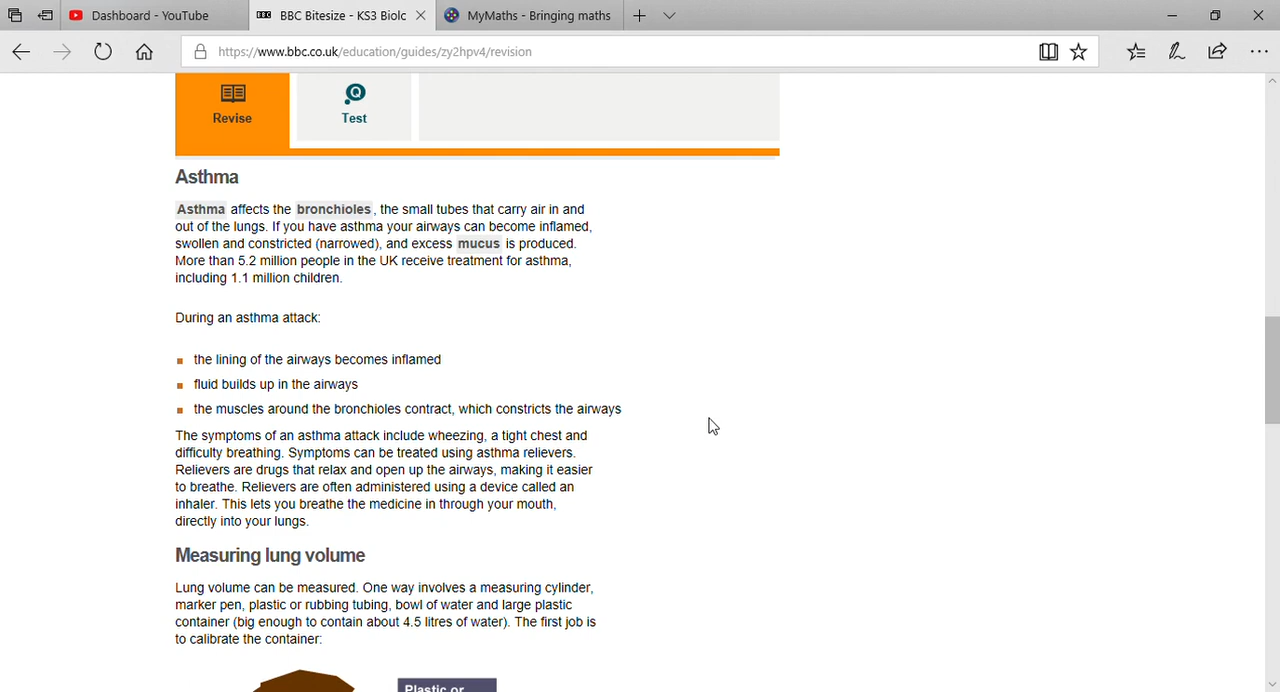 Dashboard - YouTube
BBC BBC Bitesize - KS3 Biolc
MyMaths - Bringing maths
https://www.bbc.co.uk/education/guides/zy2hpv4/revision
Revise
Q
Test
Asthma
Asthma affects the bronchioles, the small tubes that carry air in and
out of the lungs. If you have asthma your airways can become inflamed,
swollen and constricted (narrowed), and excess mucus is produced.
More than 5.2 million people in the UK receive treatment for asthma,
including 1.1 million children.
During an asthma attack:
the lining of the airways becomes inflamed
fluid builds up in the airways
the muscles around the bronchioles contract, which constricts the airways
The symptoms of an asthma attack include wheezing, a tight chest and
difficulty breathing. Symptoms can be treated using asthma relievers.
Relievers are drugs that relax and open up the airways, making it easier
to breathe. Relievers are often administered using a device called an
inhaler. This lets you breathe the medicine in through your mouth,
directly into your lungs.
Measuring lung volume
Lung volume can be measured. One way involves a measuring cylinder,
marker pen, plastic or rubbing tubing, bowl of water and large plastic
container (big enough to contain about 4.5 litres of water). The first job is
to calibrate the container:
Plastic or